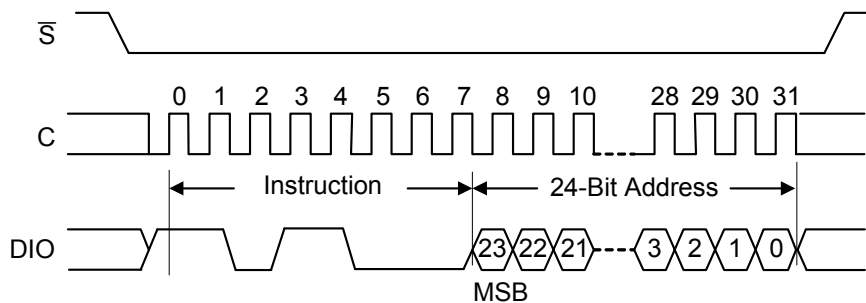 S̅
0 1 2 3 4 5 6 7 8 9 10 28 29 30 31
C
Instruction 24-Bit Address
DIO 23 22 21 3 2 1 0
MSB